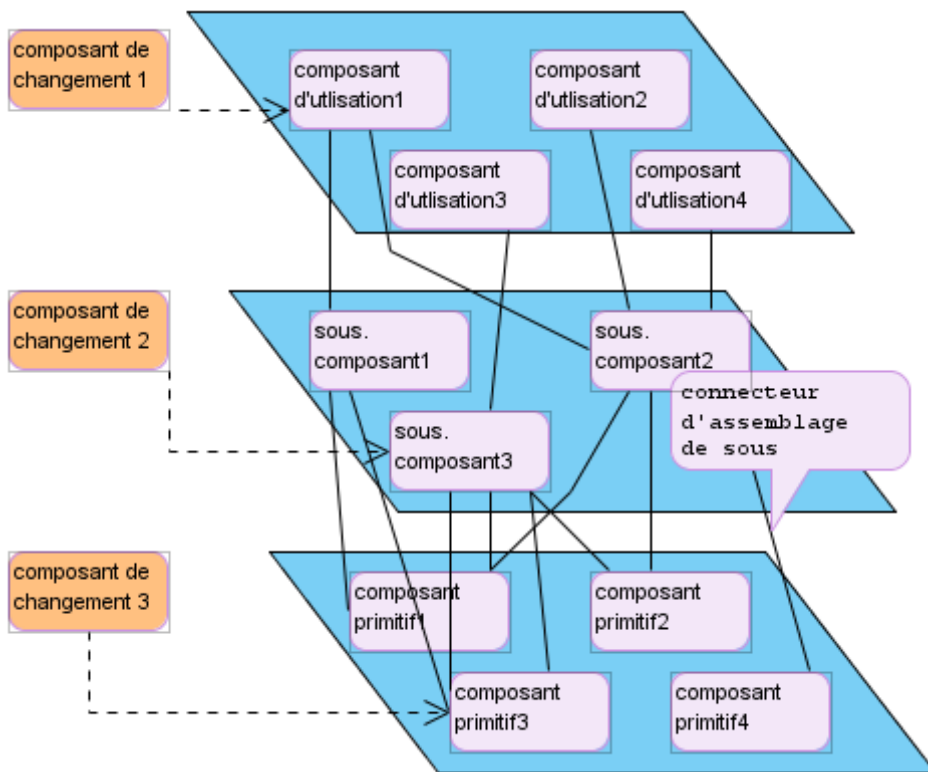 composant de
changement 1
composant
d'utlisation1
composant
d'utlisation2
composant
d'utlisation3
composant
d'utlisation4
composant de
changement 2
sous.
composant1
sous.
composant2
connecteur
d'assemblage
de sous
sous.
composant3
composant de
changement 3
composant
primitif1
composant
primitif2
composant
primitif3
composant
primitif4